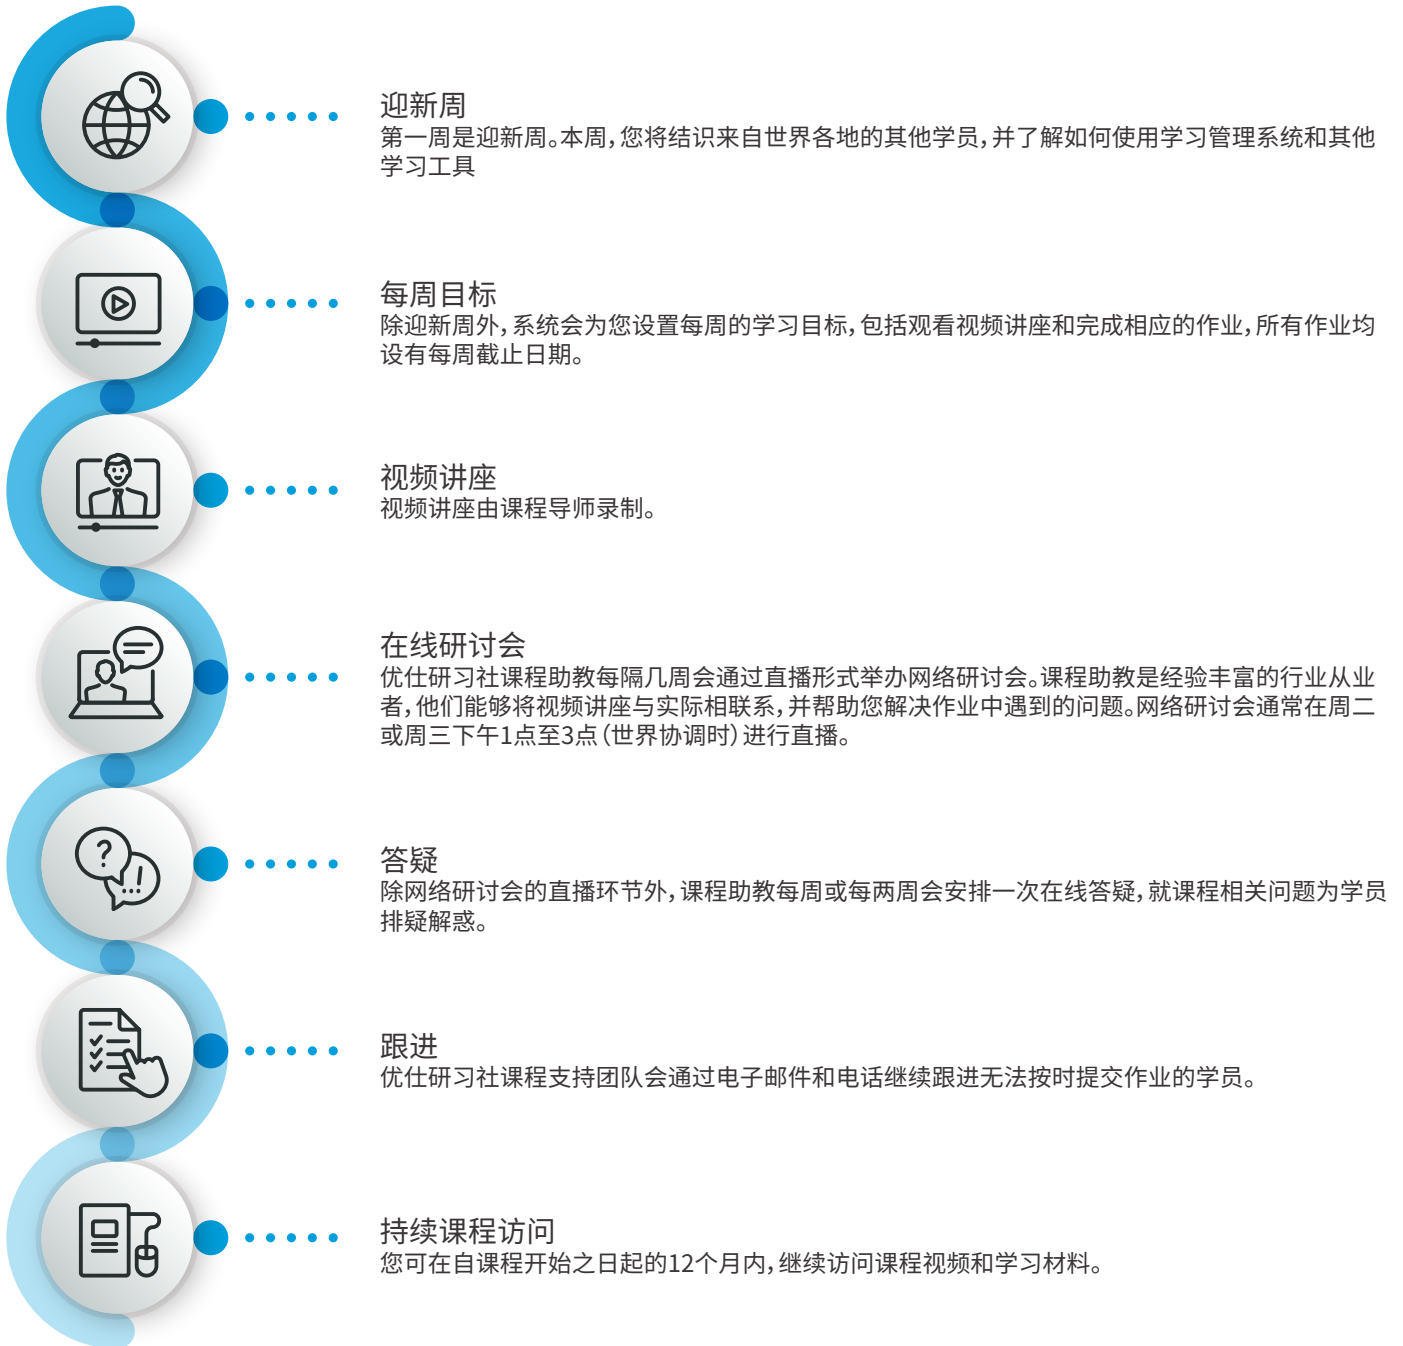 迎新周
第一周是迎新周。本周，您将结识来自世界各地的其他学员，并了解如何使用学习管理系统和其他
学习工具
每周目标
除迎新周外，系统会为您设置每周的学习目标，包括观看视频讲座和完成相应的作业，所有作业均
设有每周截止日期。
视频讲座
视频讲座由课程导师录制。
在线研讨会
优仕研习社课程助教每隔几周会通过直播形式举办网络研讨会。课程助教是经验丰富的行业从业
者，他们能够将视频讲座与实际相联系，并帮助您解决作业中遇到的问题。网络研讨会通常在周二
或周三下午1点至3点（世界协调时）进行直播。
答疑
除网络研讨会的直播环节外，课程助教每周或每两周会安排一次在线答疑，就课程相关问题为学员
排疑解惑。
跟进
优仕研习社课程支持团队会通过电子邮件和电话继续跟进无法按时提交作业的学员。
持续课程访问
您可在自课程开始之日起的12个月内，继续访问课程视频和学习材料。